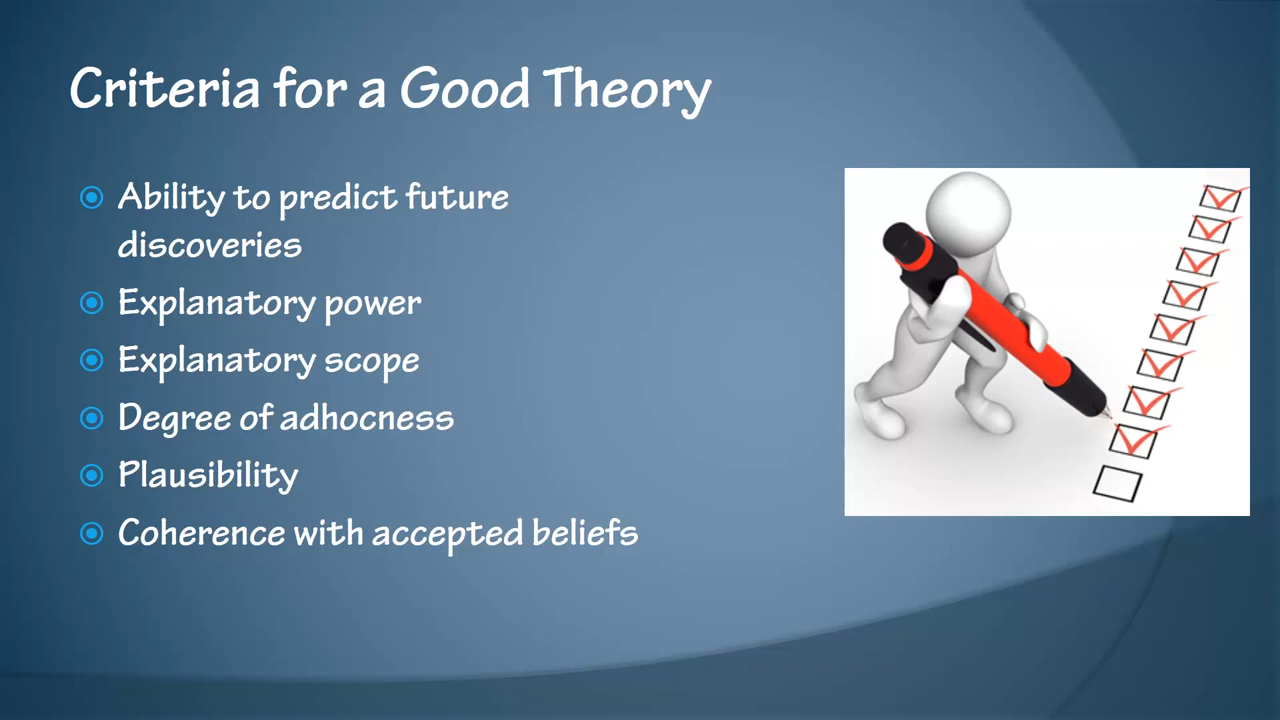 Criteria for a Good Theory
Ability to predict future
discoveries
Explanatory power
Explanatory scope
Degree of adhocness
Plausibility
Coherence with accepted beliefs